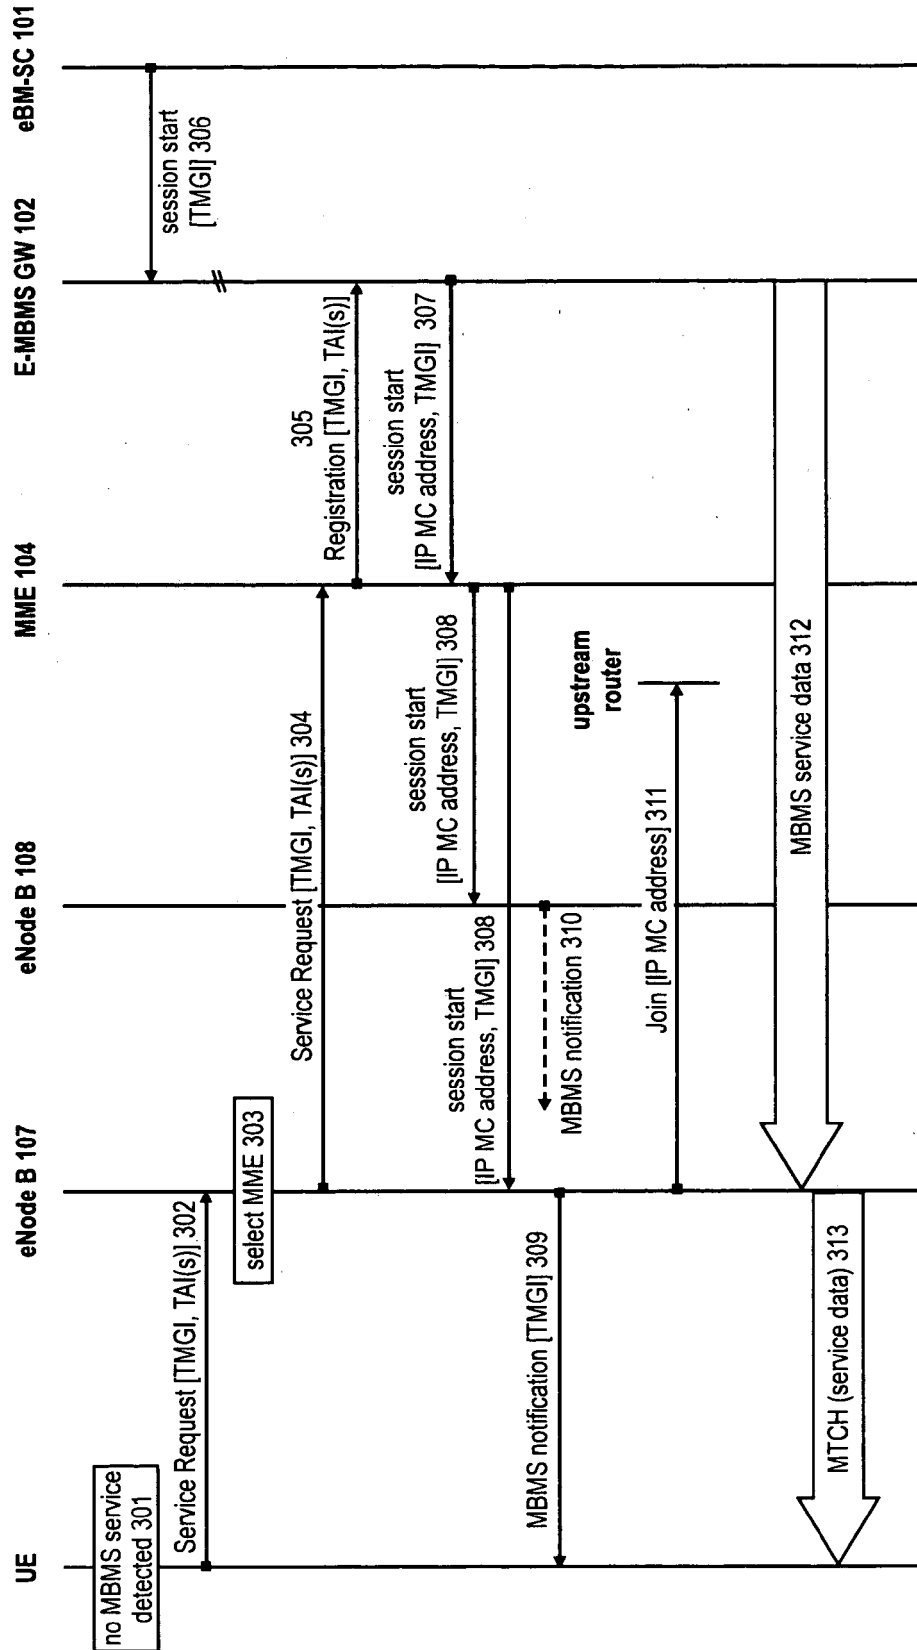 UE
eNode B 107
eNode B 108
MME 104
E-MBMS GW 102
eBM-SC 101
no MBMS service
detected 301
session start
[TMGI] 306
Service Request [TMGI, TAI(s)] 302
select MME 303
Service Request [TMGI, TAI(s)] 304
305
Registration [TMGI, TAI(s)]
session start
[IP MC address, TMGI] 307
session start
[IP MC address, TMGI] 308
session start
[IP MC address, TMGI] 308
MBMS notification [TMGI] 309
MBMS notification 310
upstream
router
Join [IP MC address] 311
MBMS service data 312
MTCH (service data) 313